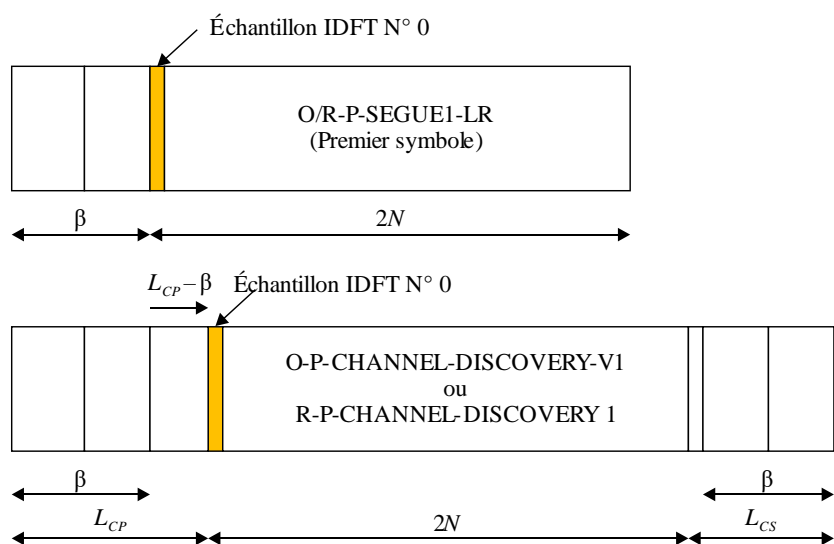 Échantillon IDFT N° 0
O/R-P-SEGUE1-LR
(Premier symbole)
β
2N
L_CP–β
Échantillon IDFT N° 0
O-P-CHANNEL-DISCOVERY-V1
ou
R-P-CHANNEL-DISCOVERY 1
β
β
L_CP
2N
L_CS